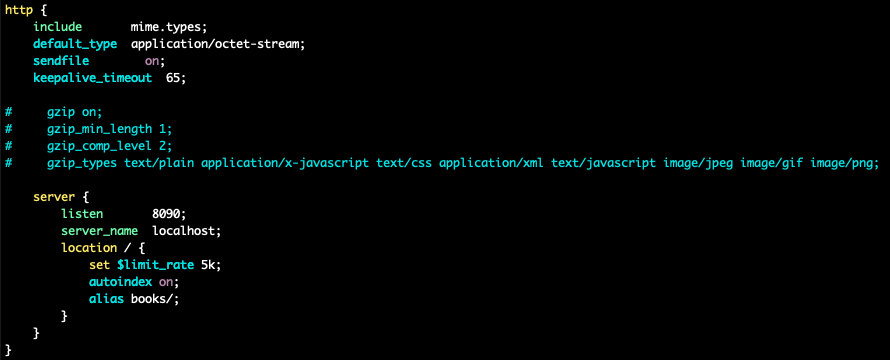 http {
    include       mime.types;
    default_type  application/octet-stream;
    sendfile        on;
    keepalive_timeout  65;

#     gzip on;
#     gzip_min_length 1;
#     gzip_comp_level 2;
#     gzip_types text/plain application/x-javascript text/css application/xml text/javascript image/jpeg image/gif image/png;

    server {
        listen       8090;
        server_name  localhost;
        location / {
            set $limit_rate 5k;
            autoindex on;
            alias books/;
        }
    }
}